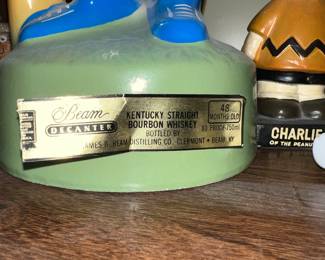 Beam
DECANTER
KENTUCKY STRAIGHT
BOURBON WHISKEY
BOTTLED BY
JAMES B. BEAM DISTILLING CO. CLERMONT • BEAM, KY.
48
MONTHS OLD
80 PROOF•750ml
CHARLIE
OF THE PEANUTS